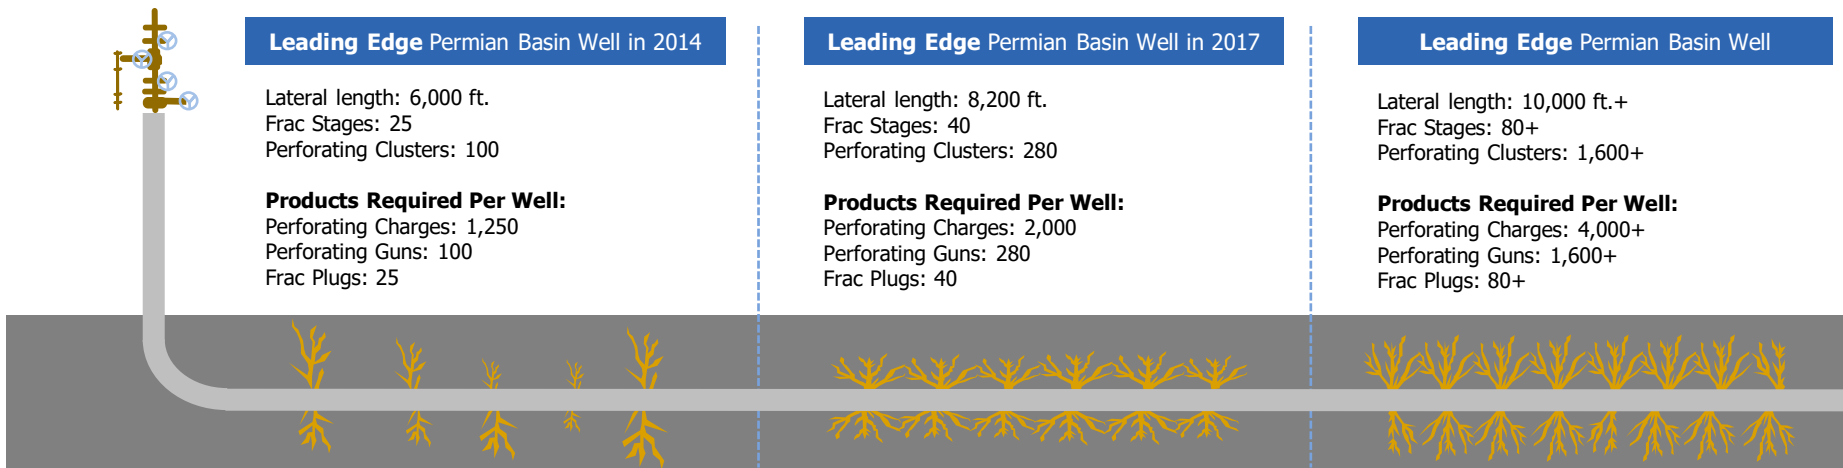 Leading Edge Permian Basin Well in 2014
Lateral length: 6,000 ft.
Frac Stages: 25
Perforating Clusters: 100
Products Required Per Well:
Perforating Charges: 1,250
Perforating Guns: 100
Frac Plugs: 25
Leading Edge Permian Basin Well in 2017
Lateral length: 8,200 ft.
Frac Stages: 40
Perforating Clusters: 280
Products Required Per Well:
Perforating Charges: 2,000
Perforating Guns: 280
Frac Plugs: 40
Leading Edge Permian Basin Well
Lateral length: 10,000 ft.+
Frac Stages: 80+
Perforating Clusters: 1,600+
Products Required Per Well:
Perforating Charges: 4,000+
Perforating Guns: 1,600+
Frac Plugs: 80+